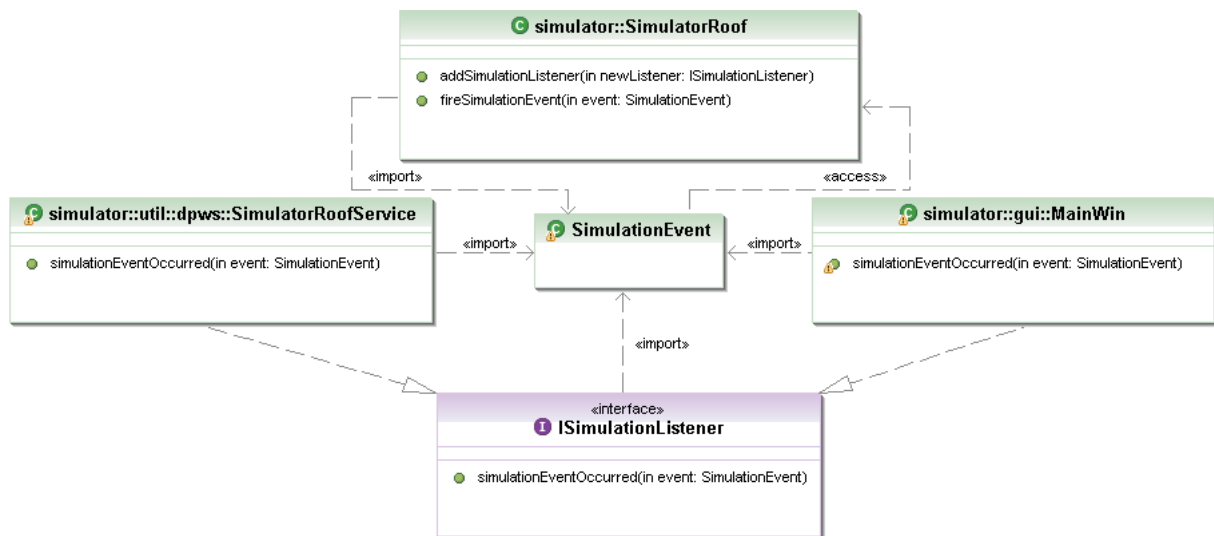 simulator::SimulatorRoof
addSimulationListener(in newListener: ISimulationListener)
fireSimulationEvent(in event: SimulationEvent)
«import»
«access»
simulator::util::dpws::SimulatorRoofService
simulationEventOccurred(in event: SimulationEvent)
«import»
SimulationEvent
«import»
simulator::gui::MainWin
simulationEventOccurred(in event: SimulationEvent)
«import»
«interface»
ISimulationListener
simulationEventOccurred(in event: SimulationEvent)